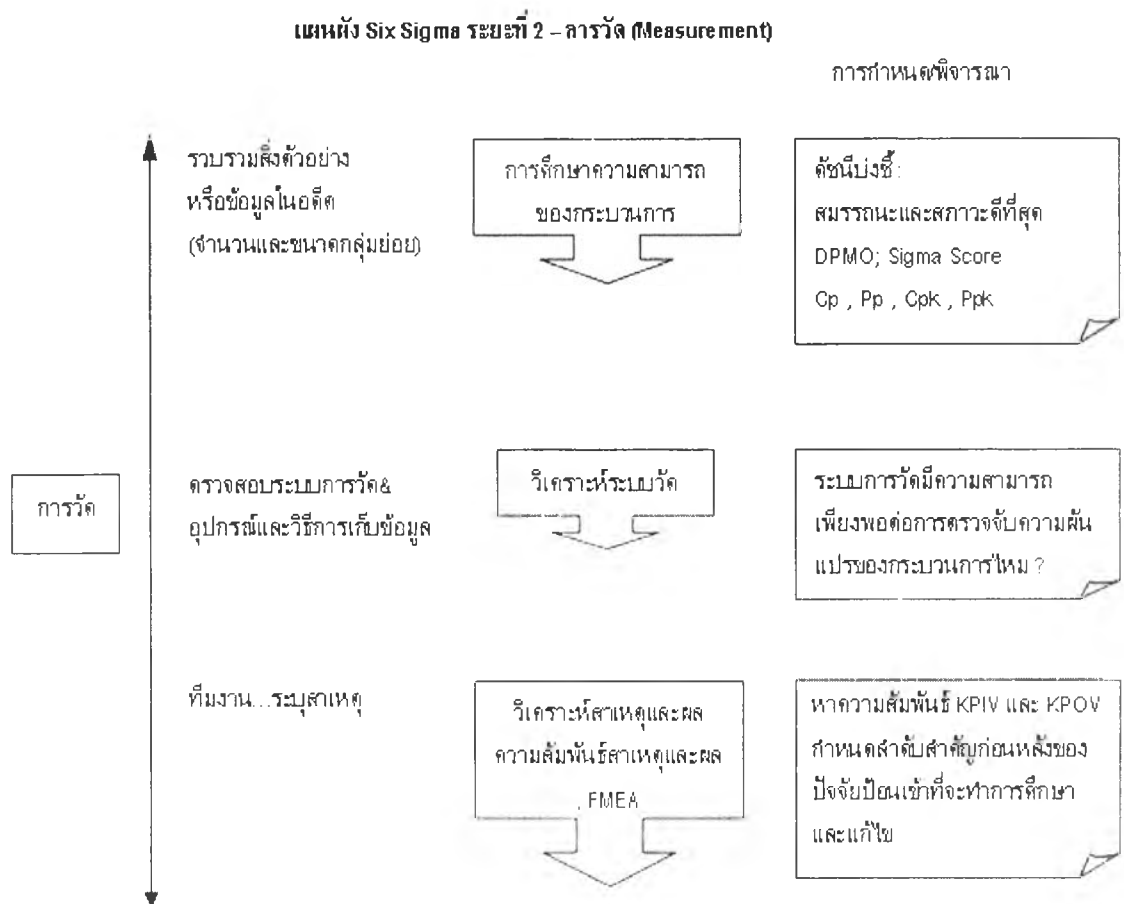 แผนผัง Six Sigma ระยะที่ 2 – การวัด (Measurement)
การกำหนด/พิจารณา
รวบรวมสิ่งตัวอย่าง
หรือข้อมูลในอดีต
(จำนวนและขนาดกลุ่มย่อย)
การศึกษาความสามารถ
ของกระบวนการ
ดัชนีบ่งชี้ :
สมรรถนะและสภาวะดีที่สุด
DPMO; Sigma Score
Cp , Pp , Cpk , Ppk
การวัด
ตรวจสอบระบบการวัด&
อุปกรณ์และวิธีการเก็บข้อมูล
วิเคราะห์ระบบวัด
ระบบการวัดมีความสามารถ
เพียงพอต่อการตรวจจับความผัน
แปรของกระบวนการไหม ?
ทีมงาน...ระบุสาเหตุ
วิเคราะห์สาเหตุและผล
ความสัมพันธ์สาเหตุและผล
, FMEA
หาความสัมพันธ์ KPIV และ KPOV
กำหนดลำดับสำคัญก่อนหลังของ
ปัจจัยป้อนเข้าที่จะทำการศึกษา
และแก้ไข